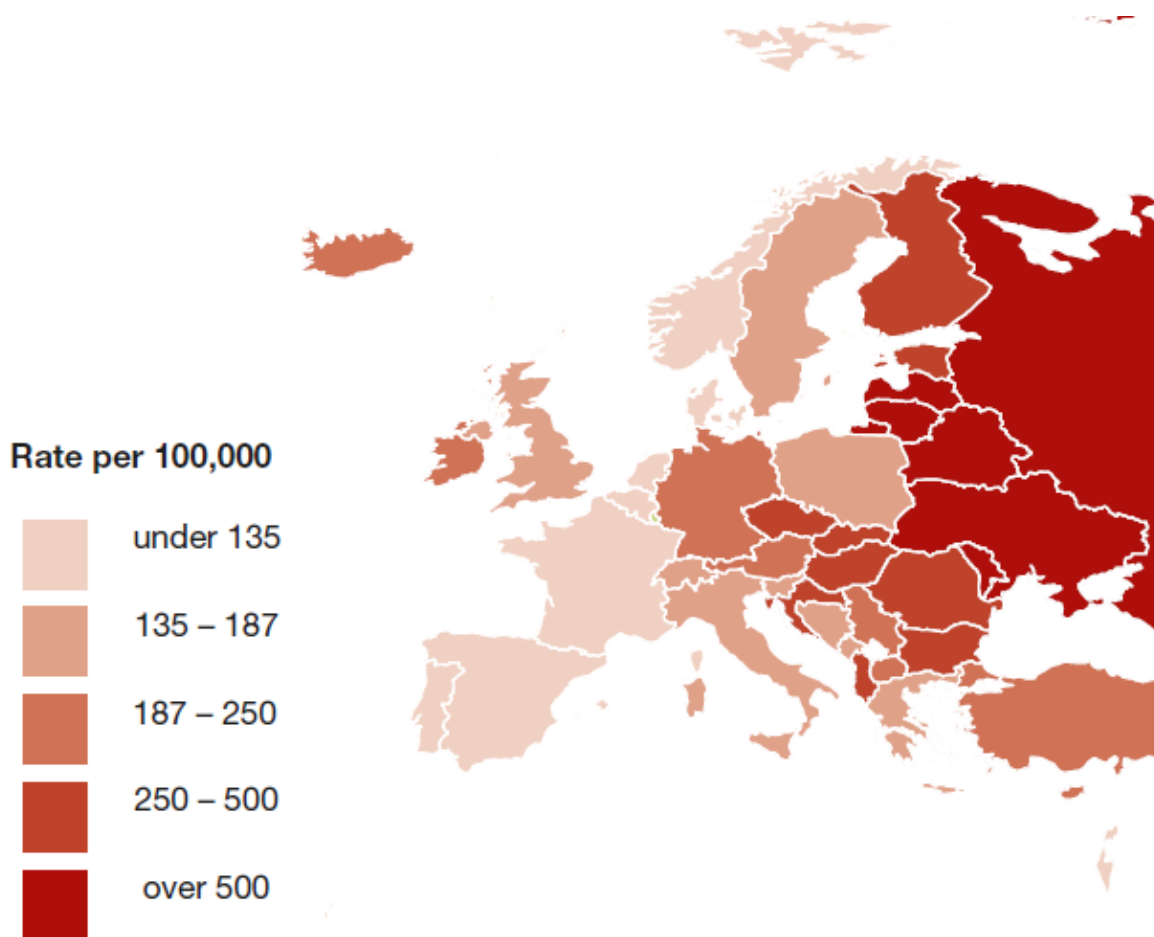 Rate per 100,000
under 135
135 – 187
187 – 250
250 – 500
over 500